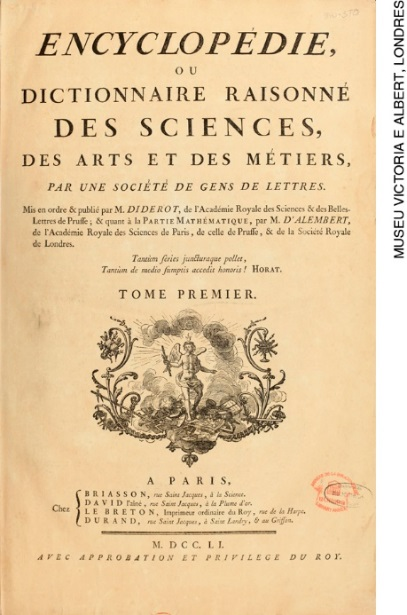 ENCYCLOPÉDIE,
OU
DICTIONNAIRE RAISONNÉ
DES SCIENCES,
DES ARTS ET DES MÉTIERS,
PAR UNE SOCIÉTÉ DE GENS DE LETTRES.
Mis en ordre & publié par M. DIDEROT, de l'Académie Royale des Sciences & des Belles-
Lettres de Prusse ; & quant à la PARTIE MATHÉMATIQUE, par M. D'ALEMBERT,
de l'Académie Royale des Sciences de Paris, de celle de Prusse, & de la Société Royale
de Londres.
Tantùm series juncturaque pollet,
Tantùm de medio sumptis accedit honoris ! HORAT.
TOME PREMIER.
A PARIS,
Chez
BRIASSON, rue Saint Jacques, à la Science.
DAVID l'aîné, rue Saint Jacques, à la Plume d'or.
LE BRETON, Imprimeur ordinaire du Roy, rue de la Harpe.
DURAND, rue Saint Jacques, à Saint Landry, & au Griffon.
M. DCC. LI.
AVEC APPROBATION ET PRIVILEGE DU ROY.
MUSEU VICTORIA E ALBERT, LONDRES